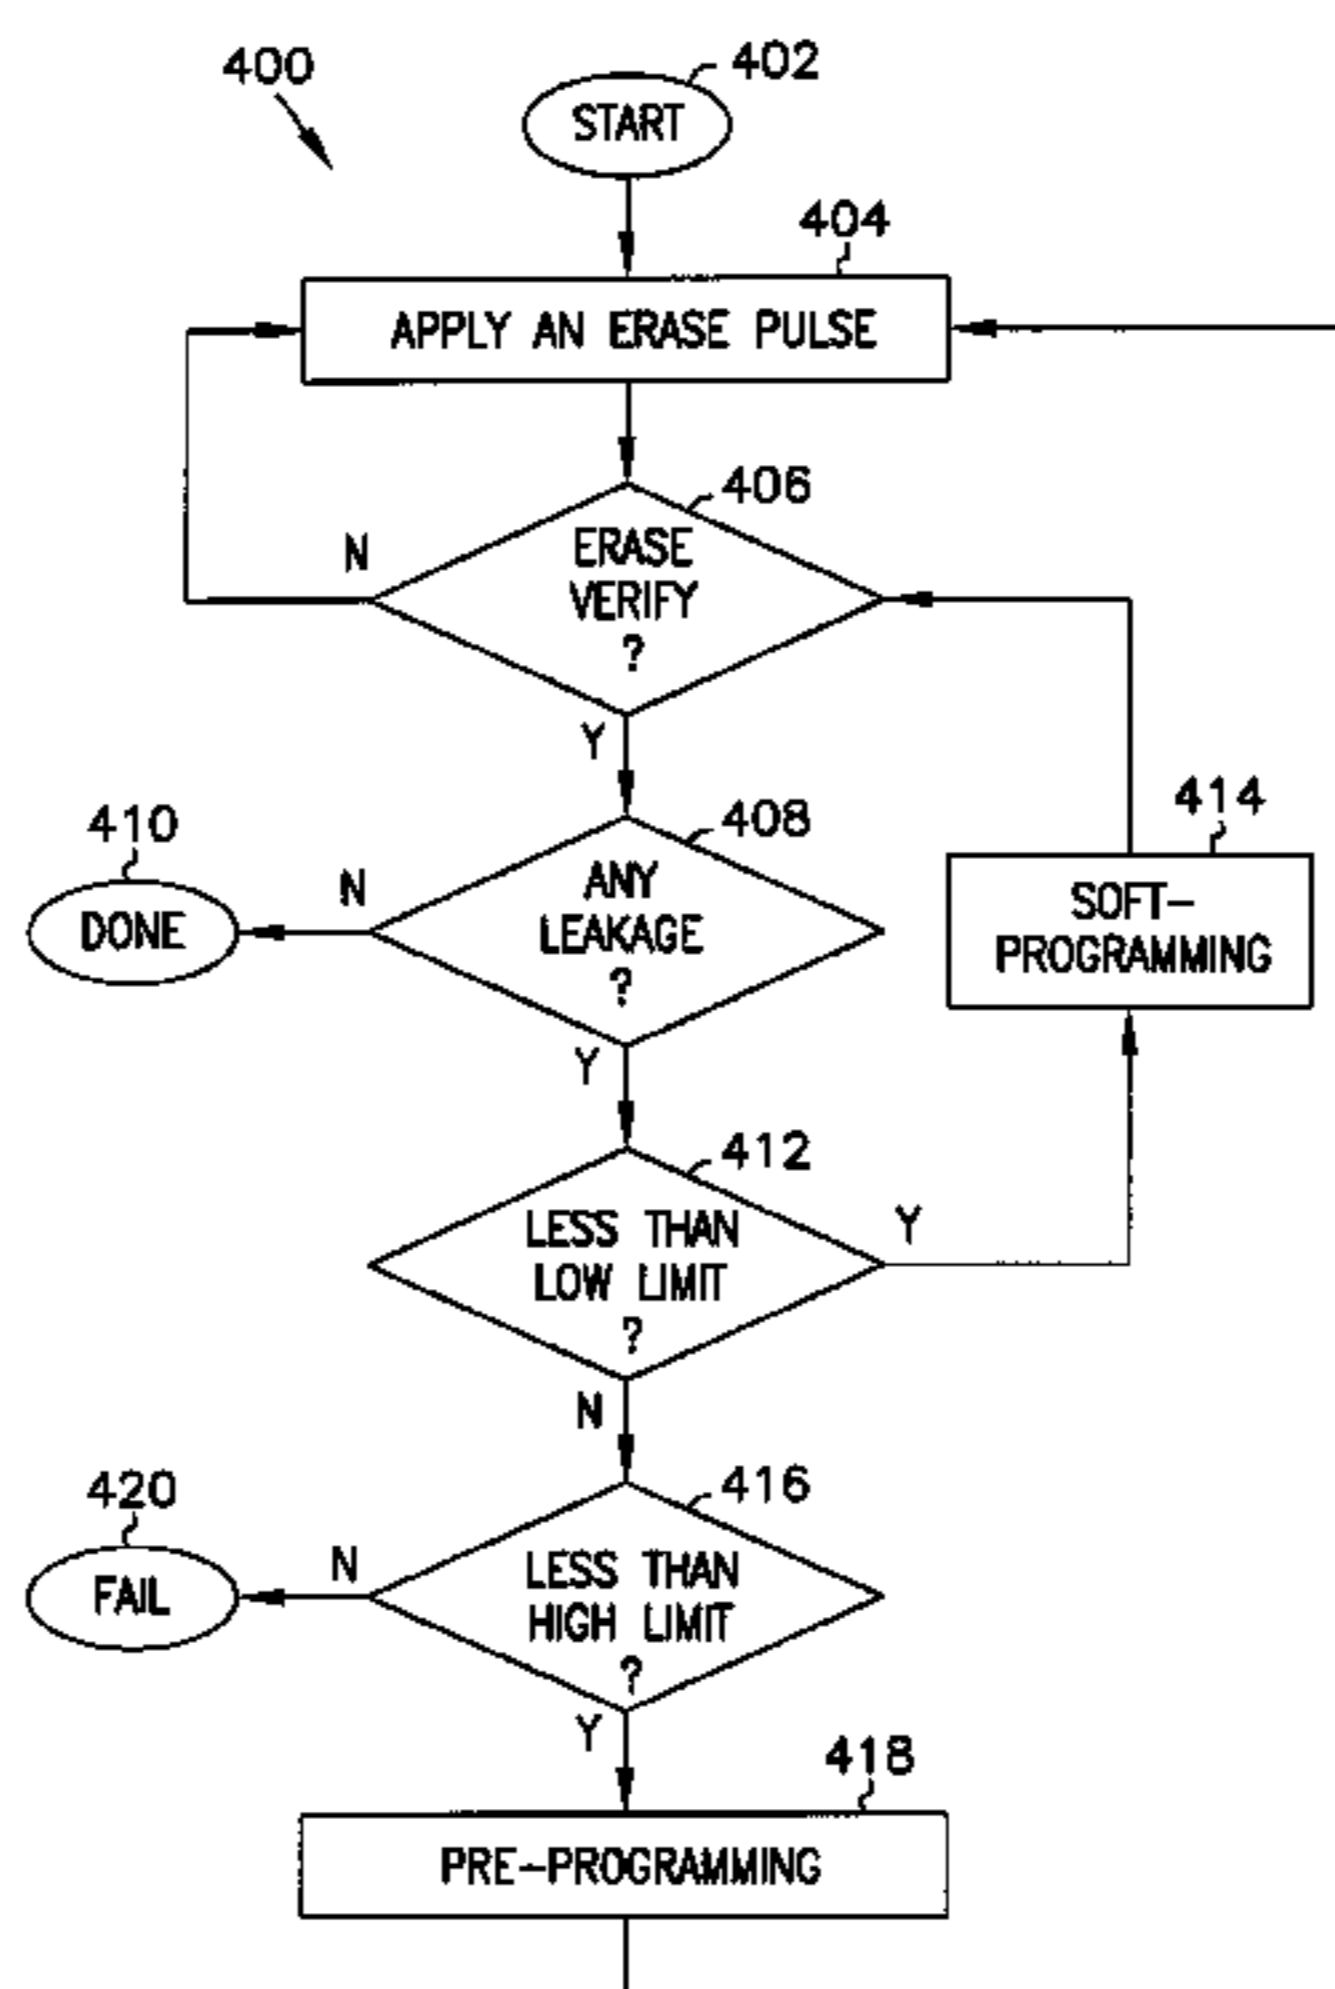 400
402
START
404
APPLY AN ERASE PULSE
406
N
ERASE
VERIFY
?
Y
408
410
N
ANY
LEAKAGE
?
DONE
414
SOFT-
PROGRAMMING
Y
412
LESS THAN
LOW LIMIT
?
Y
N
416
420
N
LESS THAN
HIGH LIMIT
?
FAIL
Y
418
PRE-PROGRAMMING